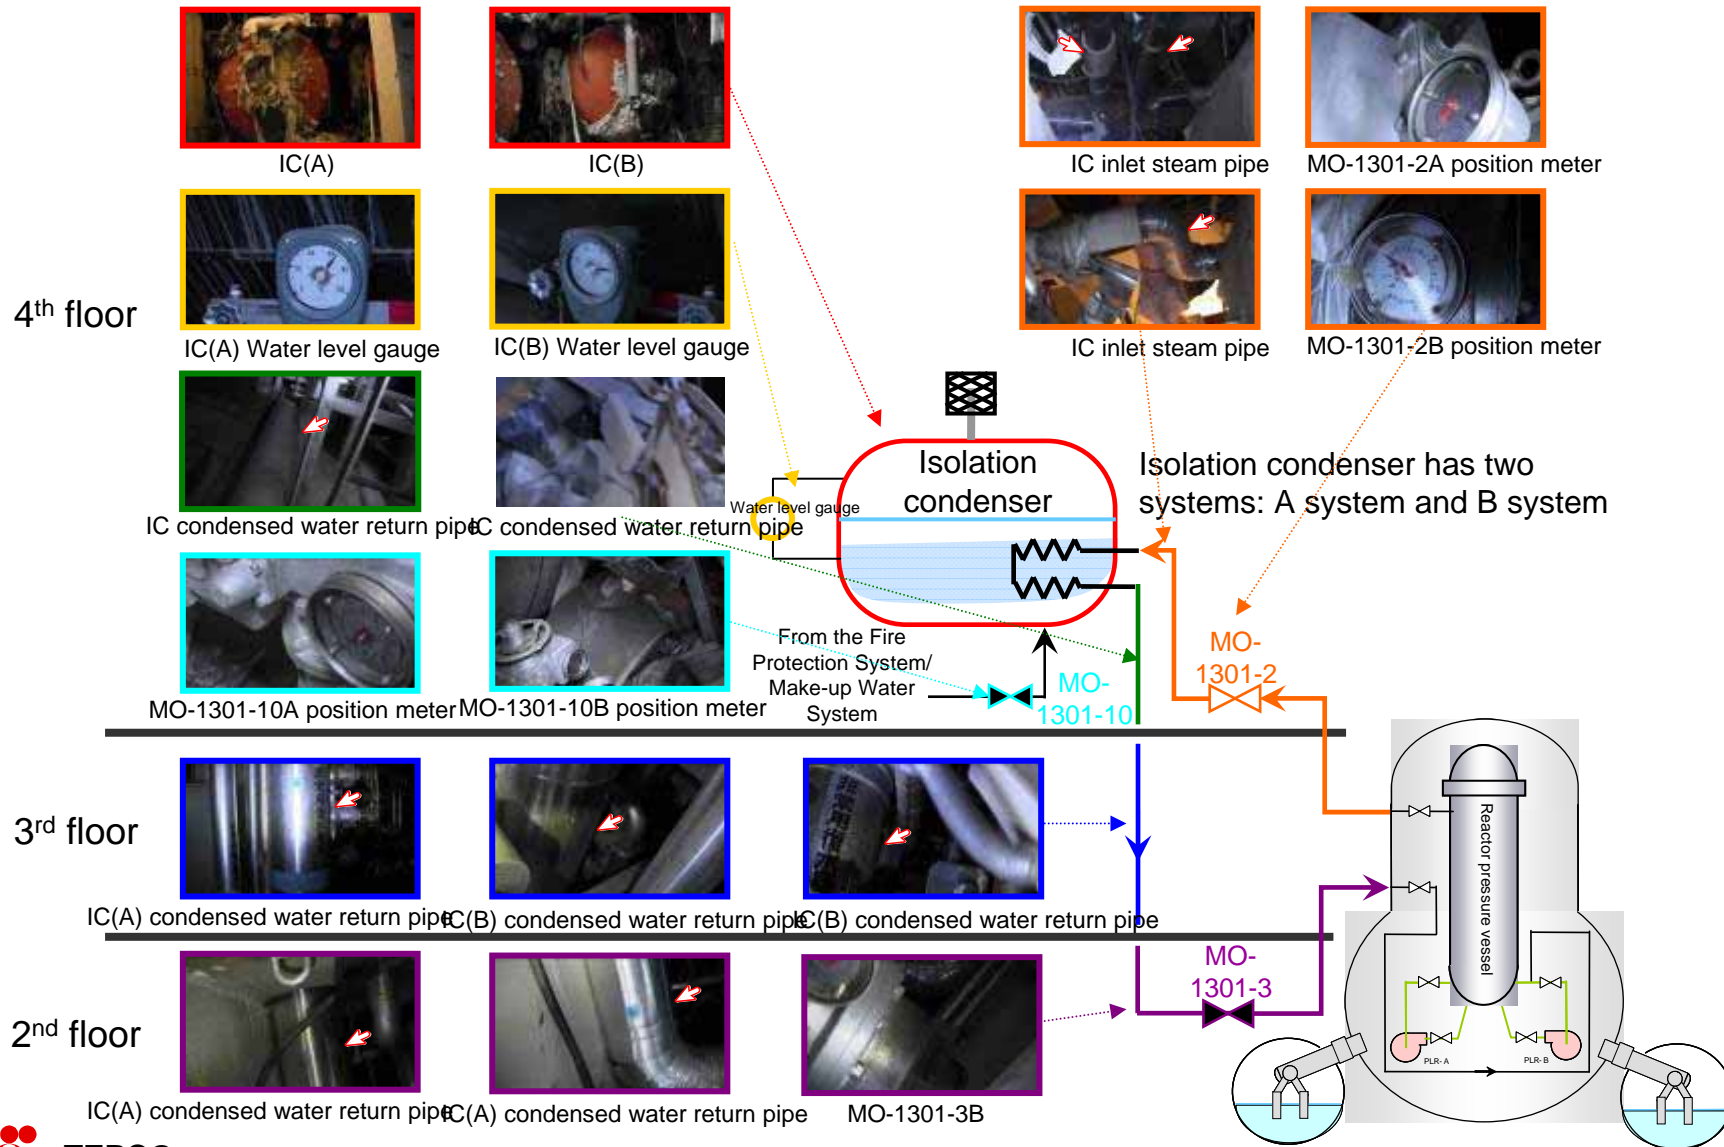 IC(A)
IC(B)
IC inlet steam pipe
MO-1301-2A position meter
4th floor
IC(A) Water level gauge
IC(B) Water level gauge
IC inlet steam pipe
MO-1301-2B position meter
Isolation
condenser
Isolation condenser has two
systems: A system and B system
Water level gauge
IC condensed water return pipe
IC condensed water return pipe
From the Fire
Protection System/
Make-up Water
System
MO-
1301-10
MO-
1301-2
MO-1301-10A position meter
MO-1301-10B position meter
3rd floor
Reactor pressure vessel
IC(A) condensed water return pipe
IC(B) condensed water return pipe
IC(B) condensed water return pipe
MO-
1301-3
2nd floor
PLR-A
PLR-B
IC(A) condensed water return pipe
IC(A) condensed water return pipe
MO-1301-3B